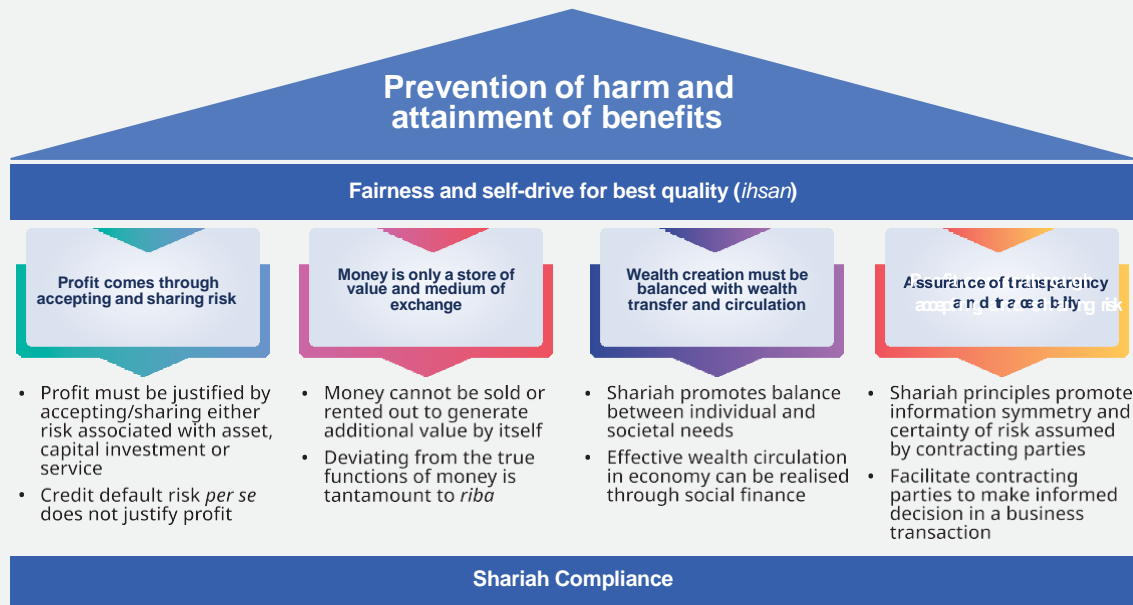 Prevention of harm and
attainment of benefits
Fairness and self-drive for best quality (ihsan)
Profit comes through
accepting and sharing risk
• Profit must be justified by
accepting/sharing either
risk associated with asset,
capital investment or
service
• Credit default risk per se
does not justify profit
Money is only a store of
value and medium of
exchange
• Money cannot be sold or
rented out to generate
additional value by itself
• Deviating from the true
functions of money is
tantamount to riba
Wealth creation must be
balanced with wealth
transfer and circulation
• Shariah promotes balance
between individual and
societal needs
• Effective wealth circulation
in economy can be realised
through social finance
Assurance of transparency
and traceability
• Shariah principles promote
information symmetry and
certainty of risk assumed
by contracting parties
• Facilitate contracting
parties to make informed
decision in a business
transaction
Shariah Compliance